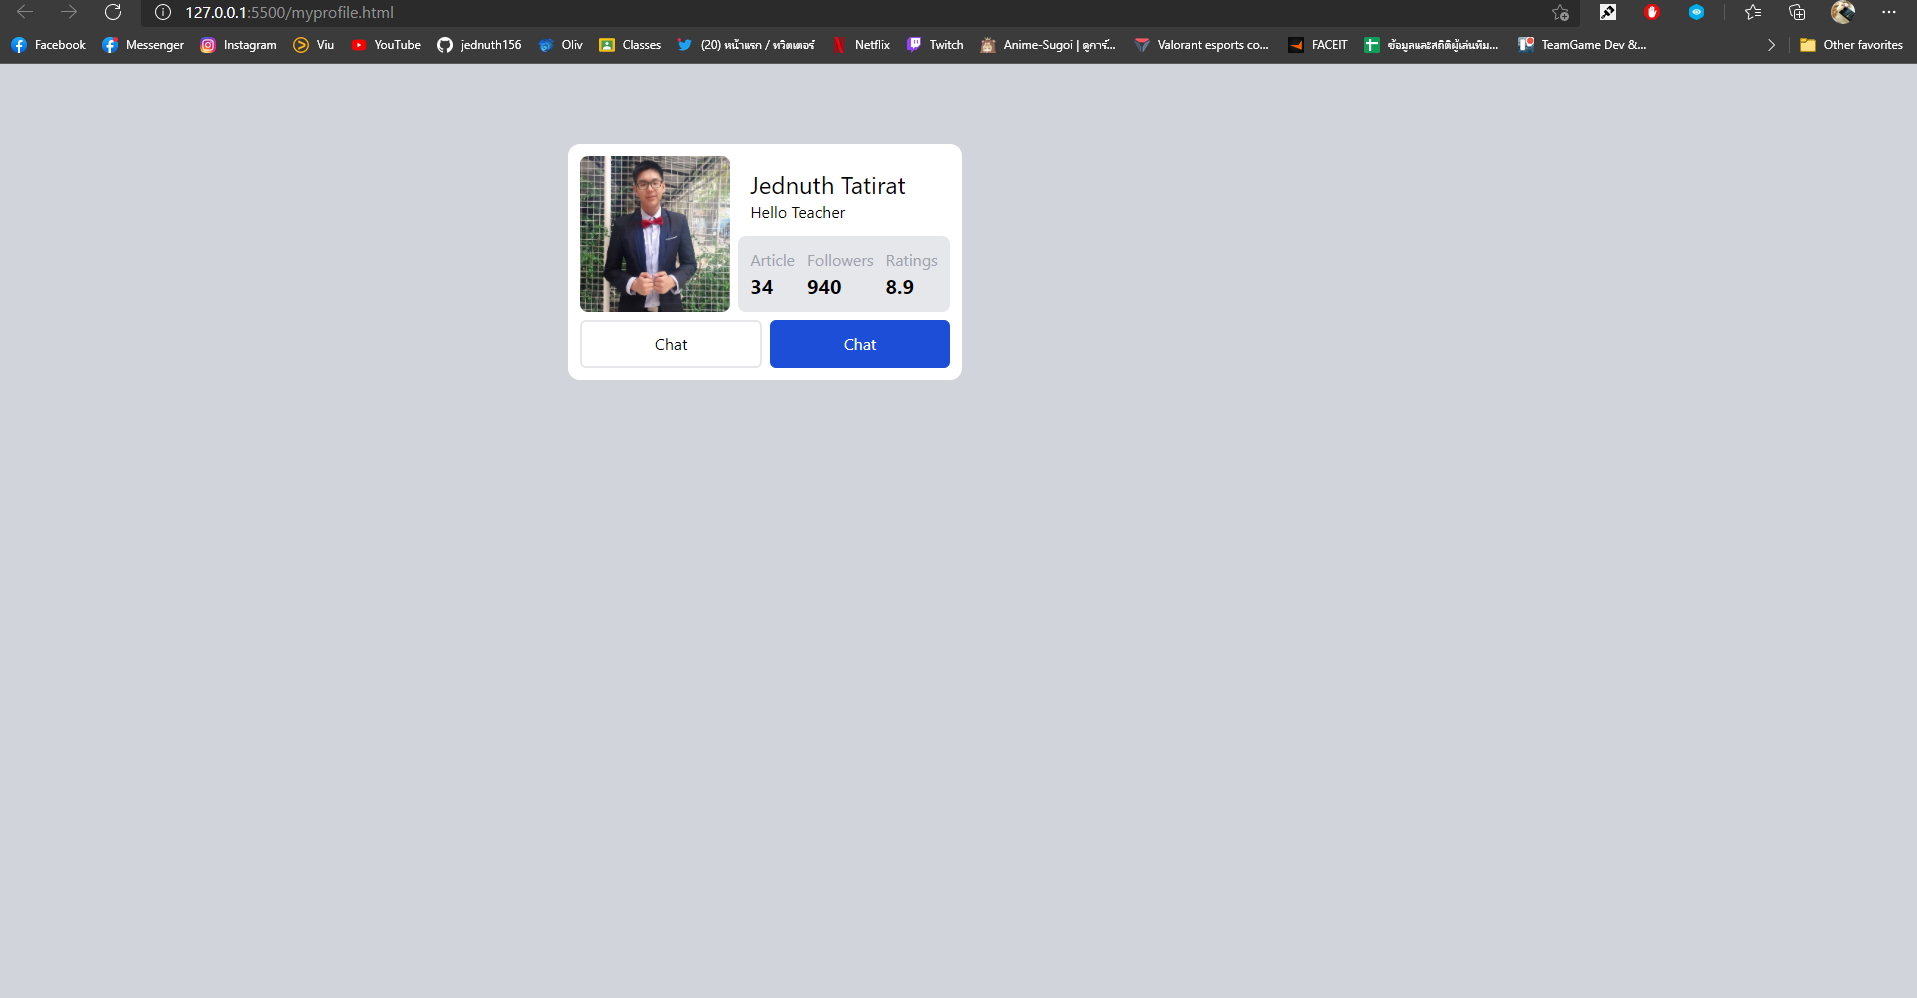 127.0.0.1:5500/myprofile.html
Facebook Messenger Instagram Viu YouTube jednuth156 Oliv Classes (20) หน้าแรก / ทวิตเตอร์ Netflix Twitch Anime-Sugoi | ดูการ์... Valorant esports co... FACEIT ข้อมูลและสถิติผู้เล่นทีม... TeamGame Dev &... Other favorites
Jednuth Tatirat
Hello Teacher
Article Followers Ratings
34 940 8.9
Chat Chat